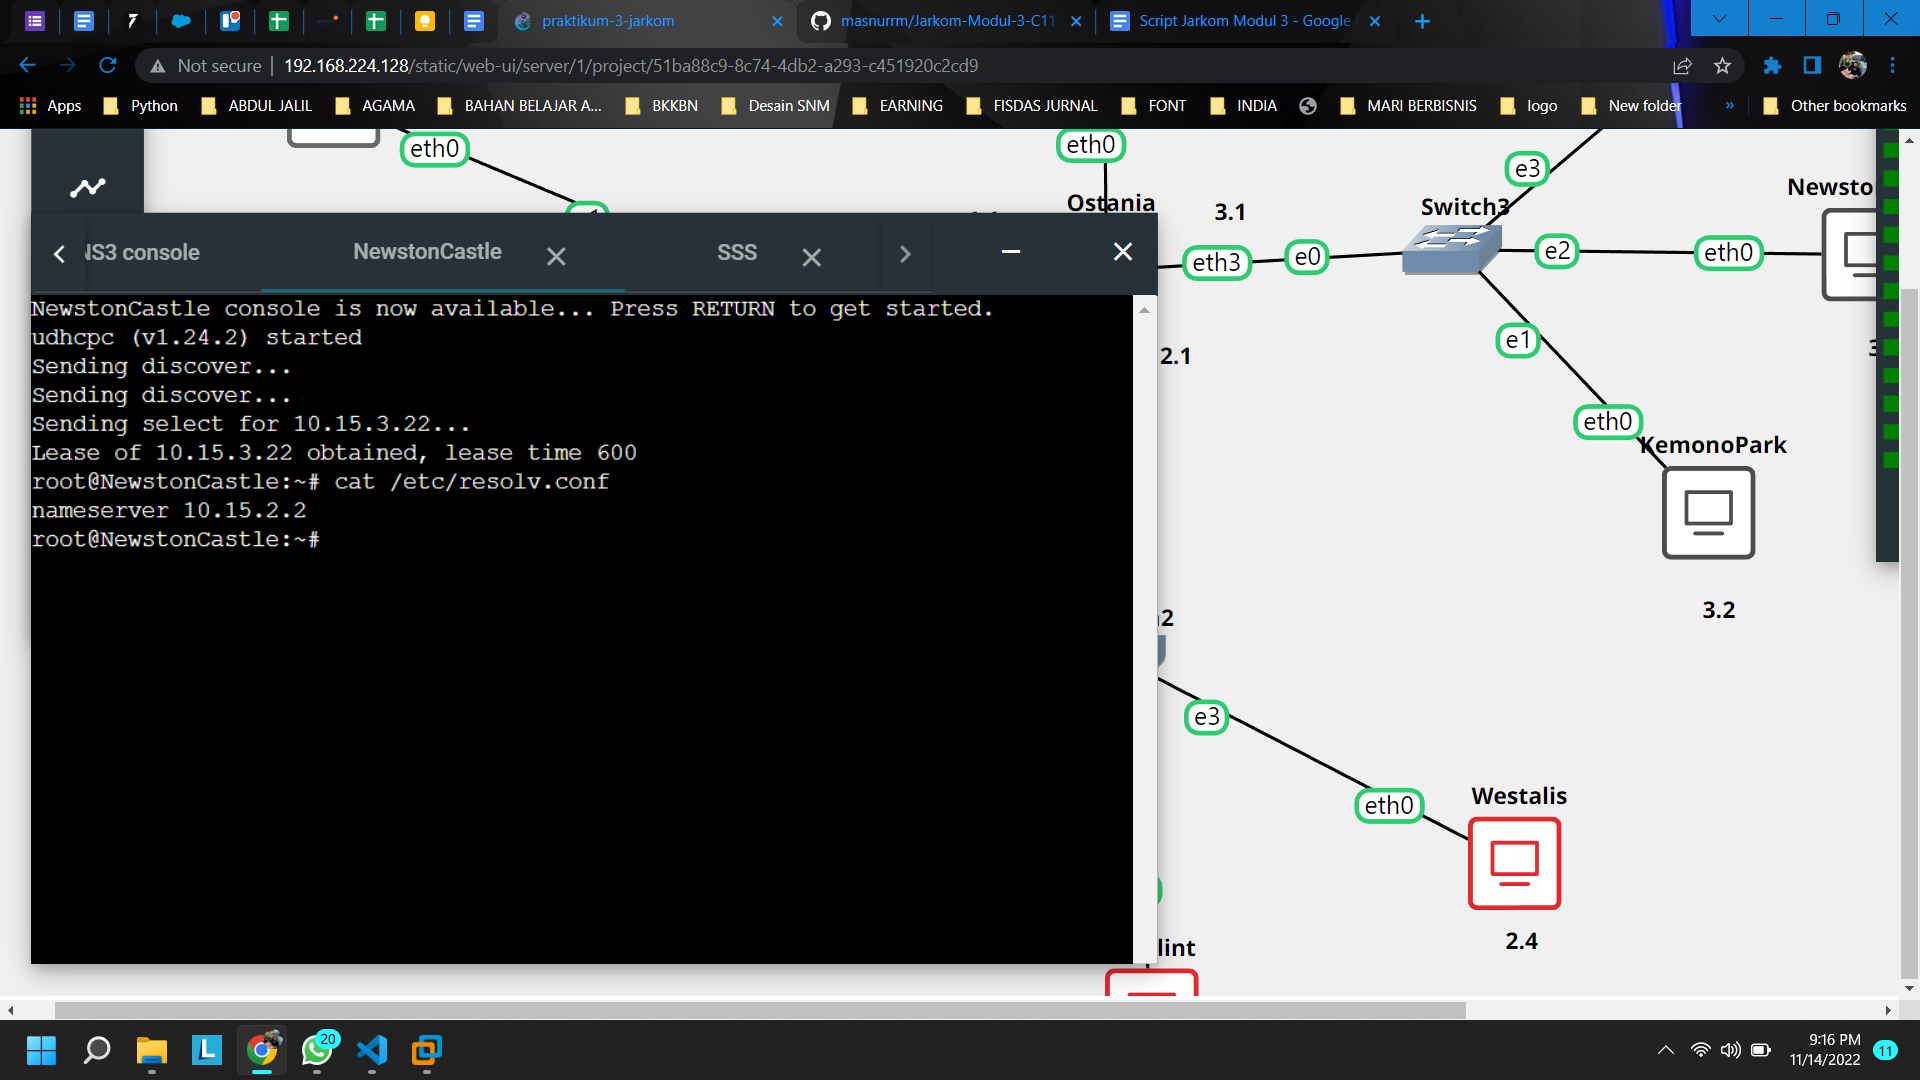 praktikum-3-jarkom
masnurrm/Jarkom-Modul-3-C11
Script Jarkom Modul 3 - Google
Not secure | 192.168.224.128/static/web-ui/server/1/project/51ba88c9-8c74-4db2-a293-c451920c2cd9
Apps
Python
ABDUL JALIL
AGAMA
BAHAN BELAJAR A...
BKKBN
Desain SNM
EARNING
FISDAS JURNAL
FONT
INDIA
MARI BERBISNIS
logo
New folder
»
Other bookmarks
eth0
eth0
e3
Ostania
3.1
Switch3
Newsto
NS3 console
NewstonCastle
SSS
eth3
e0
e2
eth0
NewstonCastle console is now available... Press RETURN to get started.
udhcpc (v1.24.2) started
Sending discover...
Sending discover...
Sending select for 10.15.3.22...
Lease of 10.15.3.22 obtained, lease time 600
root@NewstonCastle:~# cat /etc/resolv.conf
nameserver 10.15.2.2
root@NewstonCastle:~#
e1
2.1
eth0
KemonoPark
3.2
e3
eth0
Westalis
2.4
lint
20
9:16 PM
11/14/2022
11